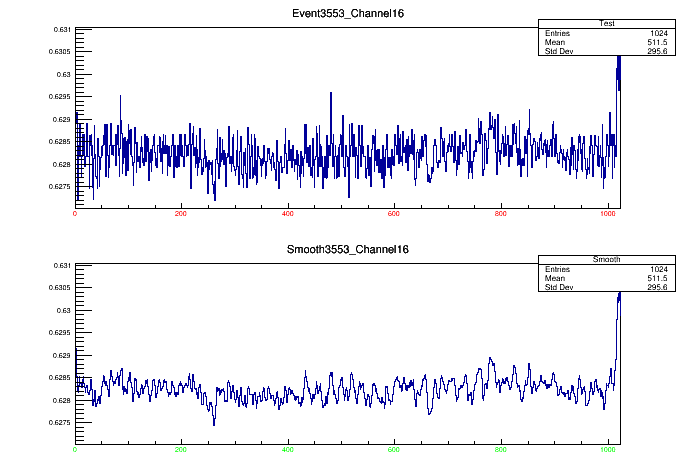 Event3553_Channel16
Test
Entries 1024
Mean 511.5
Std Dev 295.6
0.631
0.6305
0.63
0.6295
0.629
0.6285
0.628
0.6275
0 200 400 600 800 1000
Smooth3553_Channel16
Smooth
Entries 1024
Mean 511.5
Std Dev 295.6
0.631
0.6305
0.63
0.6295
0.629
0.6285
0.628
0.6275
0 200 400 600 800 1000